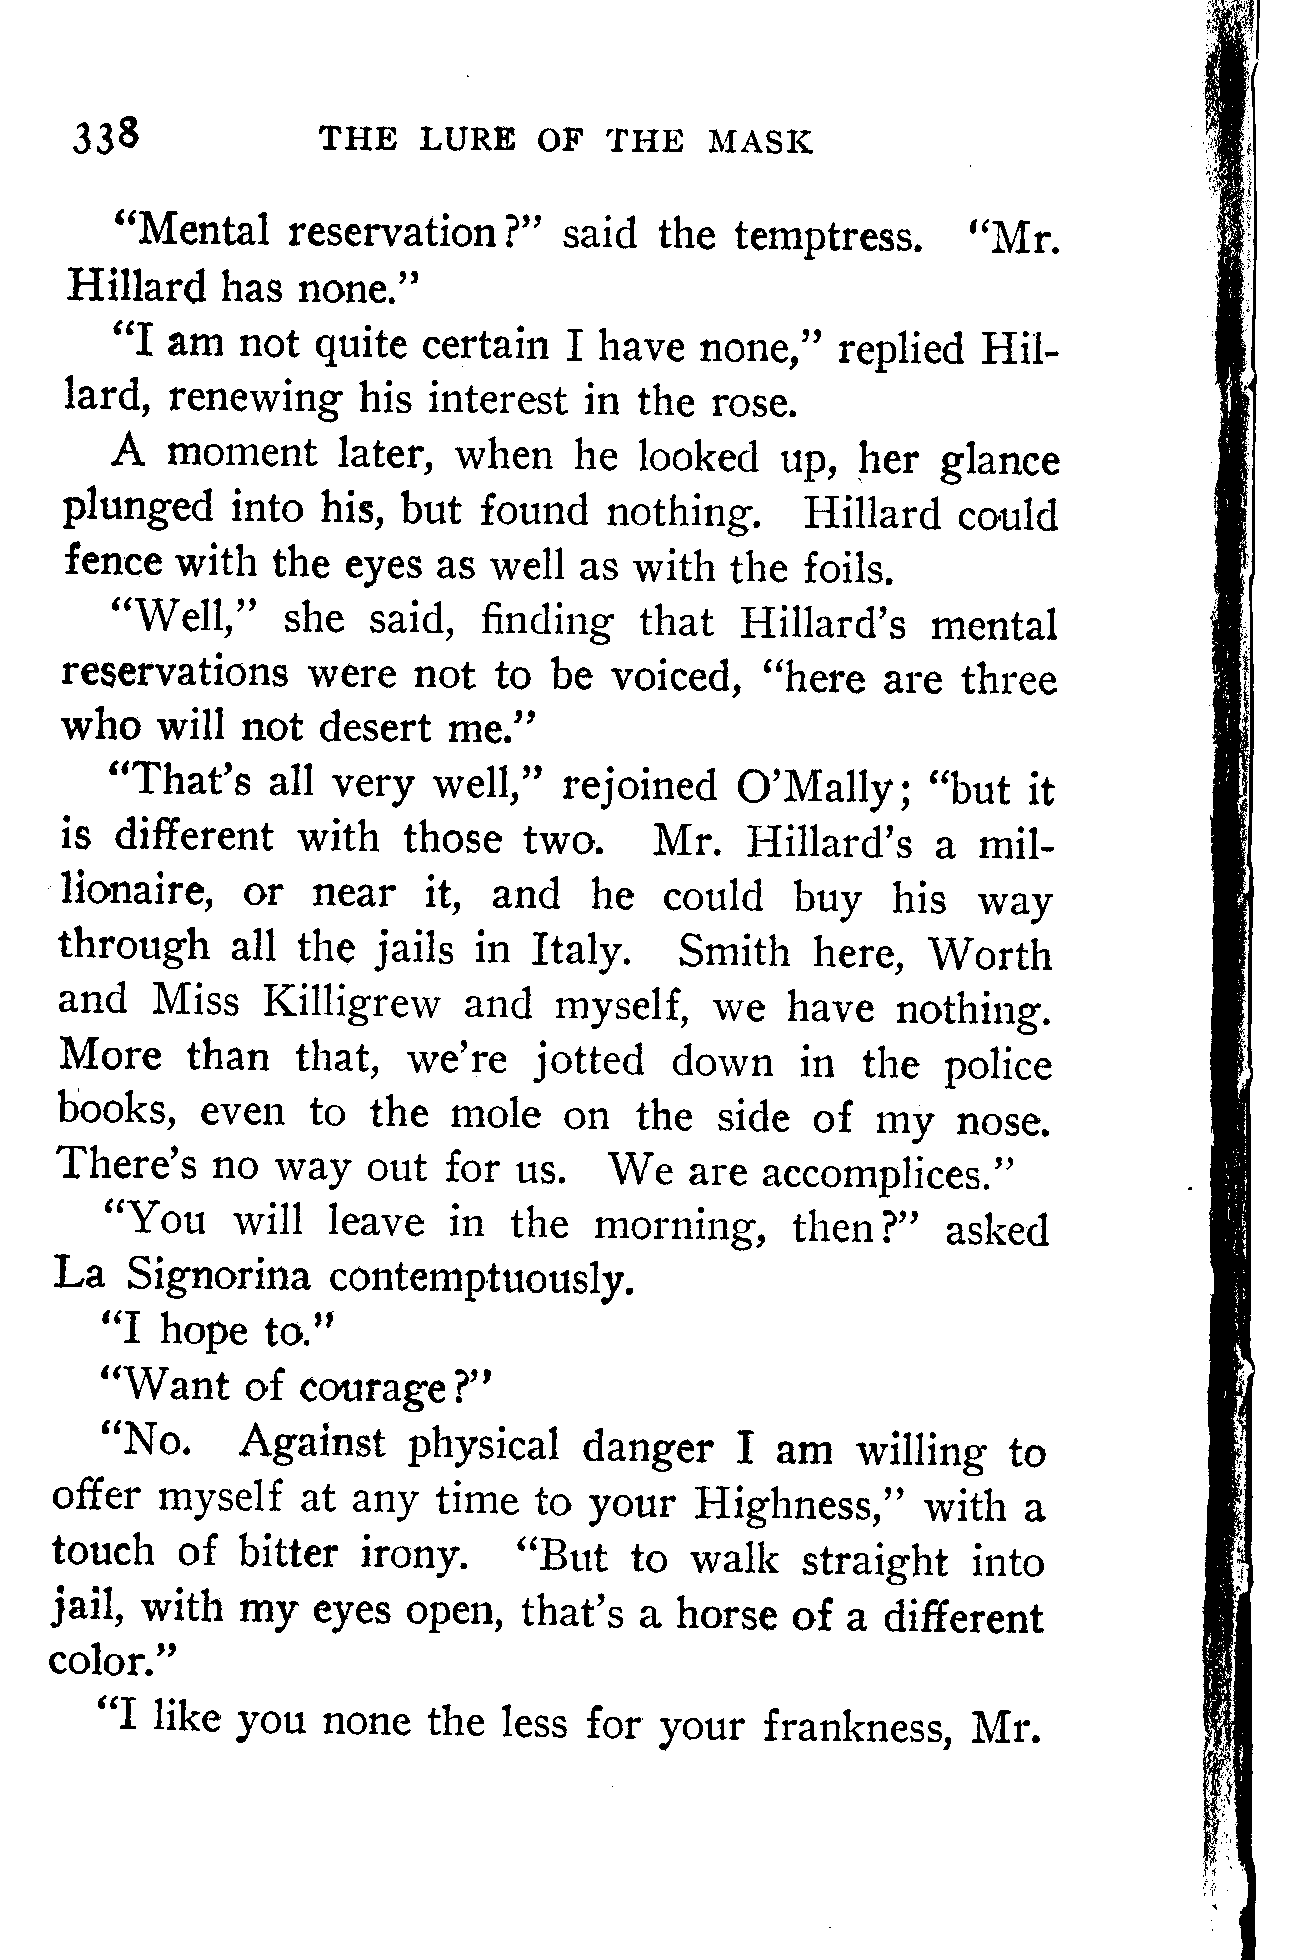 338 THE LURE OF THE MASK
“Mental reservation?” said the temptress. “Mr.
Hillard has none.”
“I am not quite certain I have none,” replied Hil-
lard, renewing his interest in the rose.
A moment later, when he looked up, her glance
plunged into his, but found nothing. Hillard could
fence with the eyes as well as with the foils.
“Well,” she said, finding that Hillard’s mental
reservations were not to be voiced, “here are three
who will not desert me.”
“That’s all very well,” rejoined O’Mally; “but it
is different with those two. Mr. Hillard’s a mil-
lionaire, or near it, and he could buy his way
through all the jails in Italy. Smith here, Worth
and Miss Killigrew and myself, we have nothing.
More than that, we’re jotted down in the police
books, even to the mole on the side of my nose.
There’s no way out for us. We are accomplices.”
“You will leave in the morning, then?” asked
La Signorina contemptuously.
“I hope to.”
“Want of courage?”
“No. Against physical danger I am willing to
offer myself at any time to your Highness,” with a
touch of bitter irony. “But to walk straight into
jail, with my eyes open, that’s a horse of a different
color.”
“I like you none the less for your frankness, Mr.